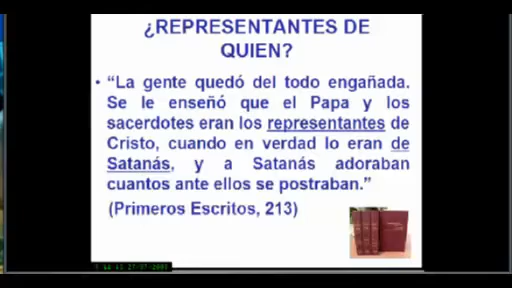 ¿REPRESENTANTES DE
QUIEN?
• “La gente quedó del todo engañada.
Se le enseñó que el Papa y los
sacerdotes eran los representantes de
Cristo, cuando en verdad lo eran de
Satanás, y a Satanás adoraban
cuantos ante ellos se postraban.”
(Primeros Escritos, 213)